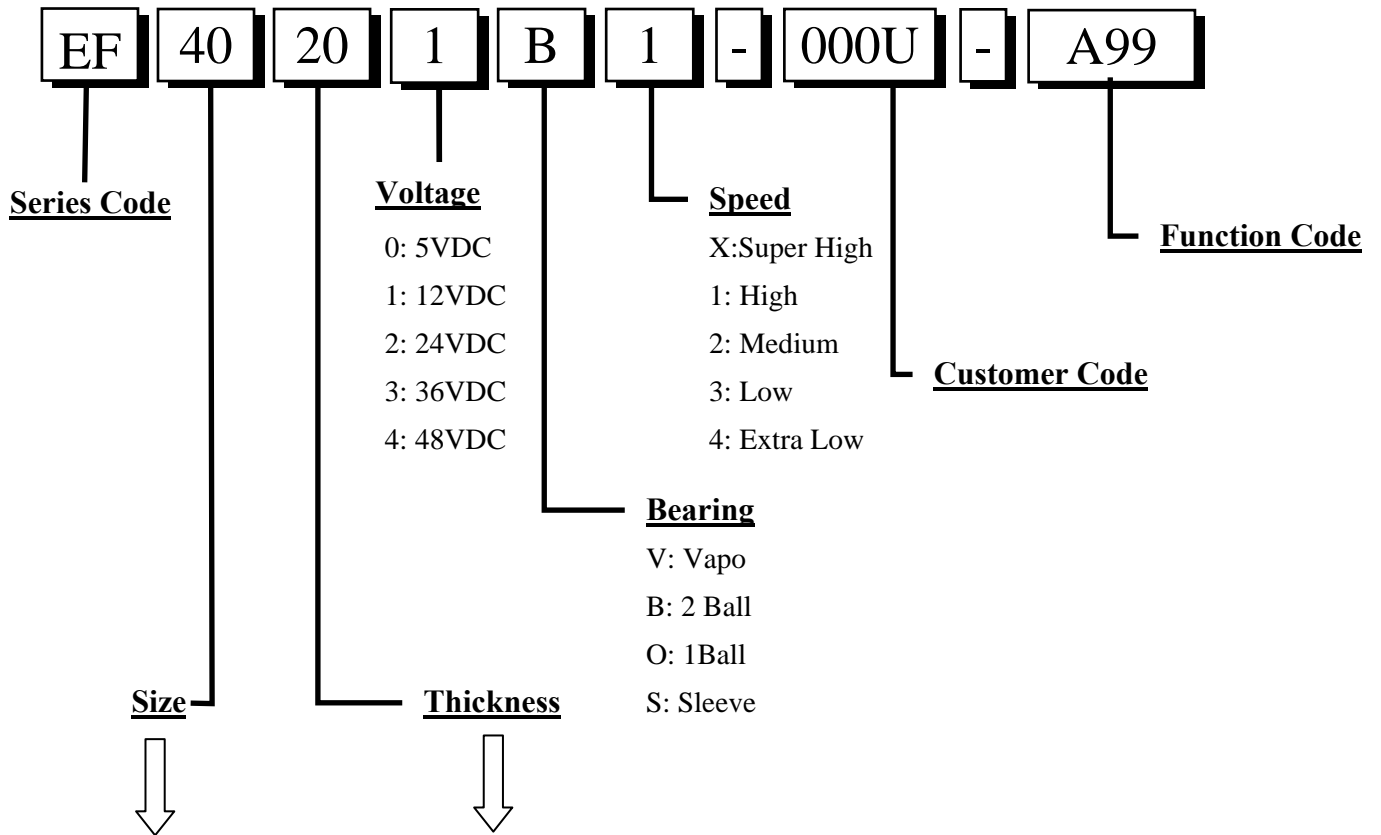 EF 40 20 1 B 1 - 000U - A99
Series Code
Voltage
0: 5VDC
1: 12VDC
2: 24VDC
3: 36VDC
4: 48VDC
Speed
X:Super High
1: High
2: Medium
3: Low
4: Extra Low
Function Code
Customer Code
Bearing
V: Vapo
B: 2 Ball
O: 1Ball
S: Sleeve
Size
Thickness